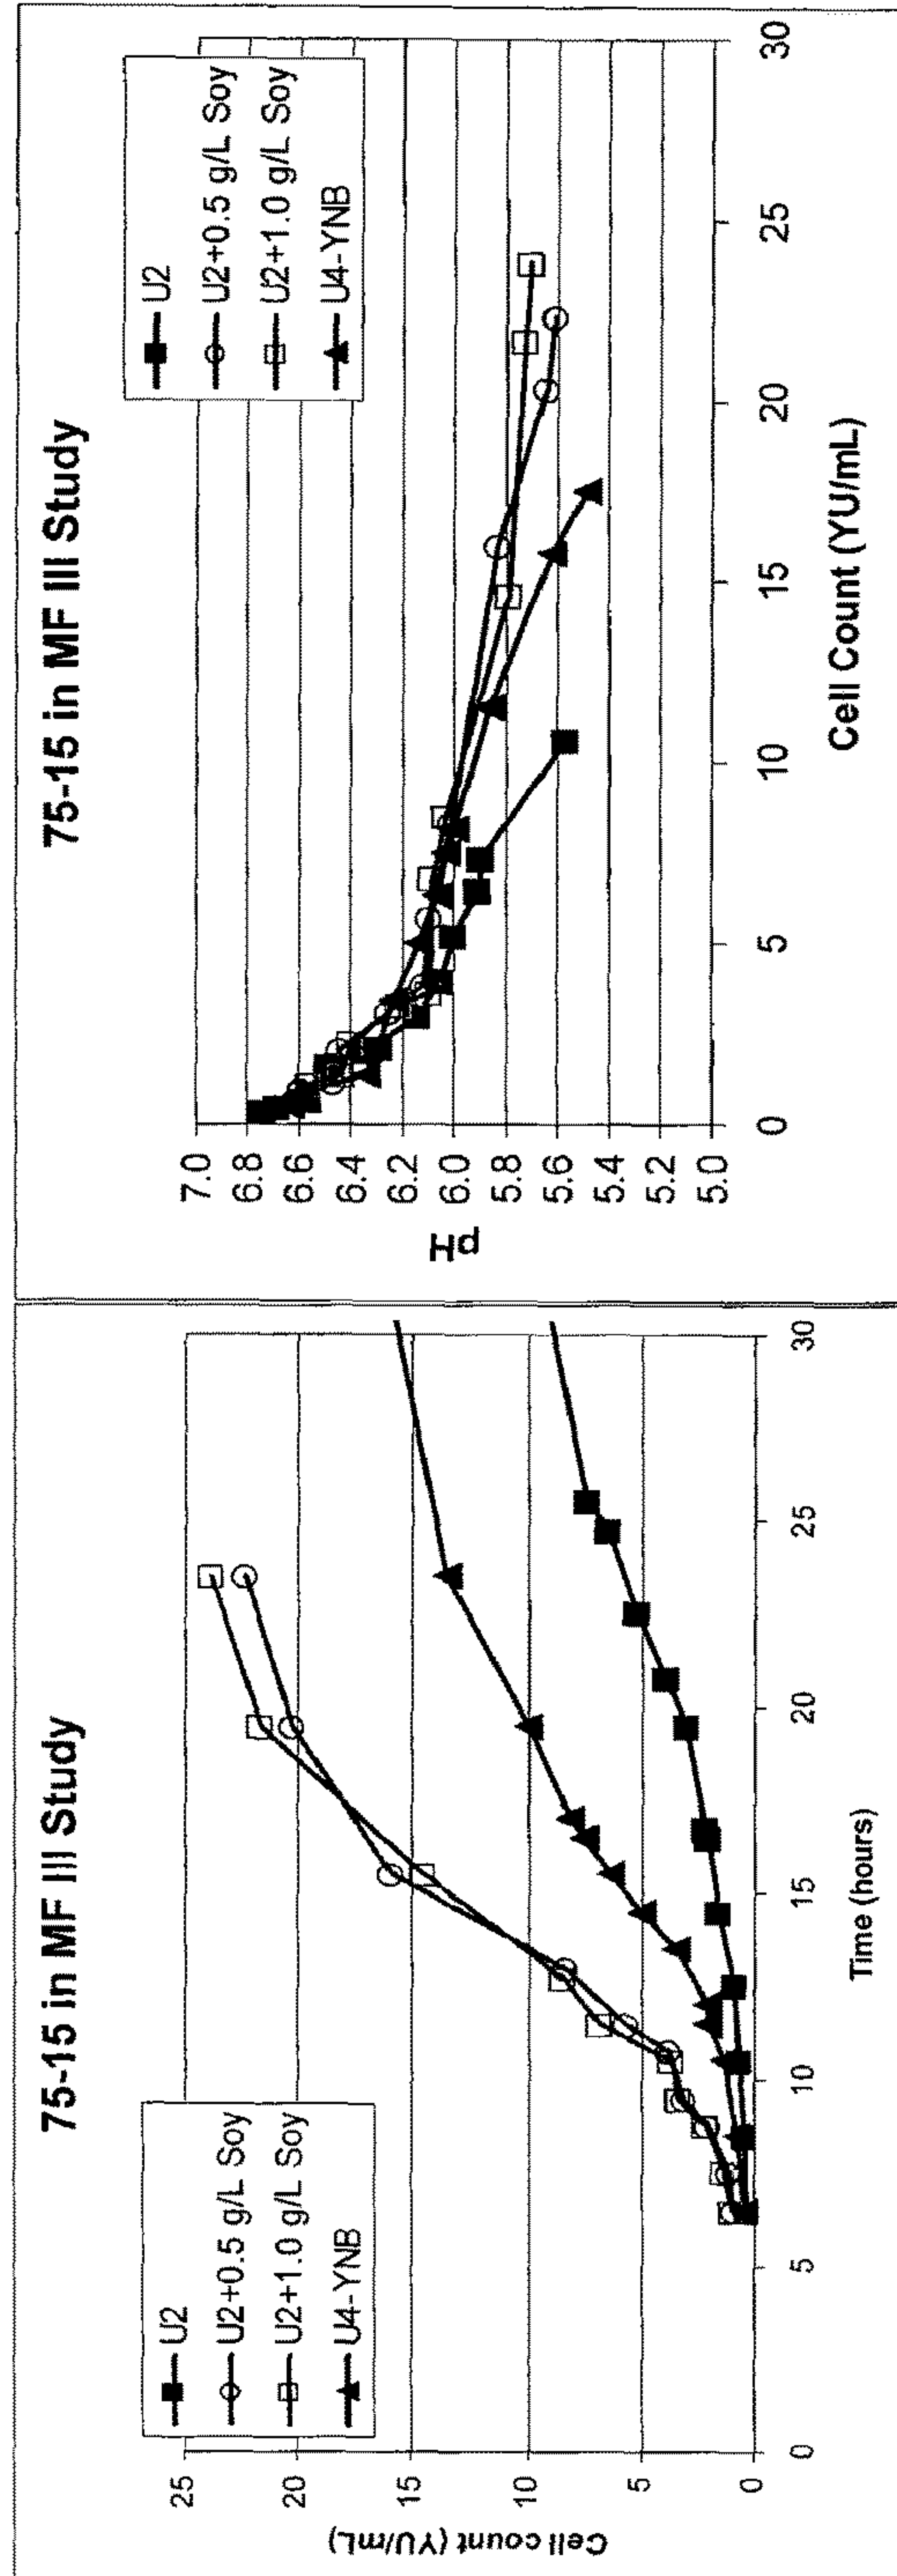 75-15 in MF III Study
U2
U2+0.5 g/L Soy
U2+1.0 g/L Soy
U4-YNB
Cell count (YU/mL)
25
20
15
10
5
0
0
5
10
15
20
25
30
Time (hours)
75-15 in MF III Study
U2
U2+0.5 g/L Soy
U2+1.0 g/L Soy
U4-YNB
pH
7.0
6.8
6.6
6.4
6.2
6.0
5.8
5.6
5.4
5.2
5.0
0
5
10
15
20
25
30
Cell Count (YU/mL)